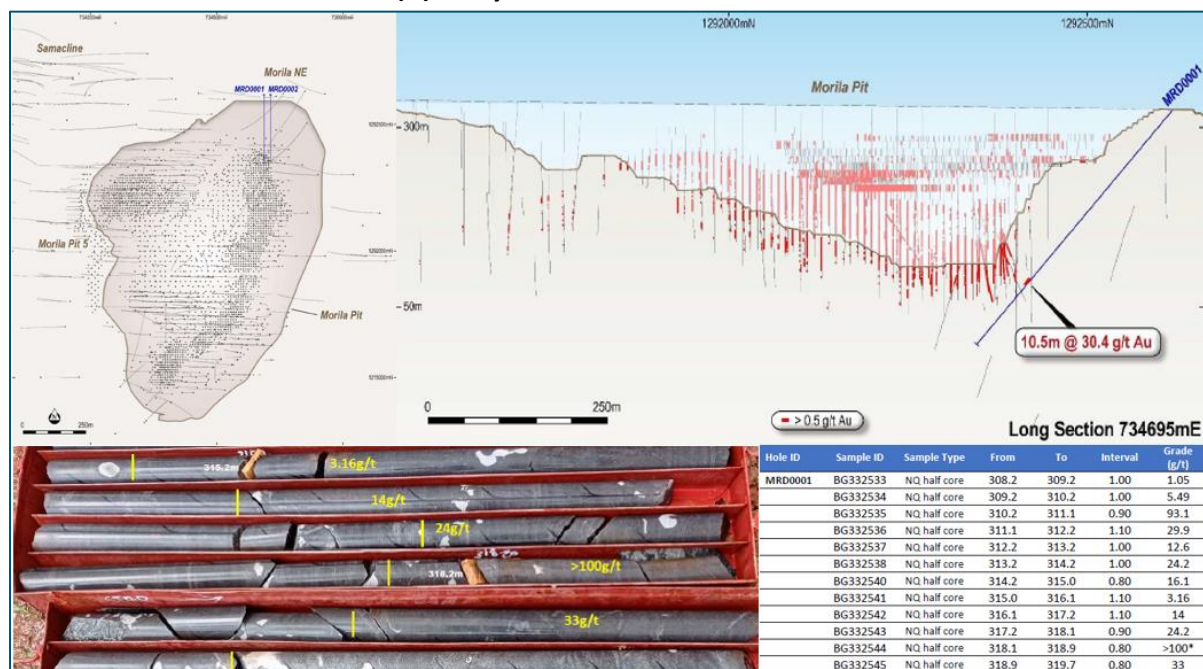 Samacline
Morila NE
MRD0001 MRD0002
Morila Pit 5
Morila Pit
250m
1292000mN
1292500mN
Morila Pit
MRD0001
300m
50m
10.5m @ 30.4 g/t Au
0
250m
> 0.5 g/t Au
Long Section 734695mE
315.2m
3.16g/t
14g/t
24g/t
318.2m
>100g/t
33g/t
Hole ID Sample ID Sample Type From To Interval Grade (g/t)
MRD0001 BG332533 NQ half core 308.2 309.2 1.00 1.05
BG332534 NQ half core 309.2 310.2 1.00 5.49
BG332535 NQ half core 310.2 311.1 0.90 93.1
BG332536 NQ half core 311.1 312.2 1.10 29.9
BG332537 NQ half core 312.2 313.2 1.00 12.6
BG332538 NQ half core 313.2 314.2 1.00 24.2
BG332540 NQ half core 314.2 315.0 0.80 16.1
BG332541 NQ half core 315.0 316.1 1.10 3.16
BG332542 NQ half core 316.1 317.2 1.10 14
BG332543 NQ half core 317.2 318.1 0.90 24.2
BG332544 NQ half core 318.1 318.9 0.80 >100*
BG332545 NQ half core 318.9 319.7 0.80 33